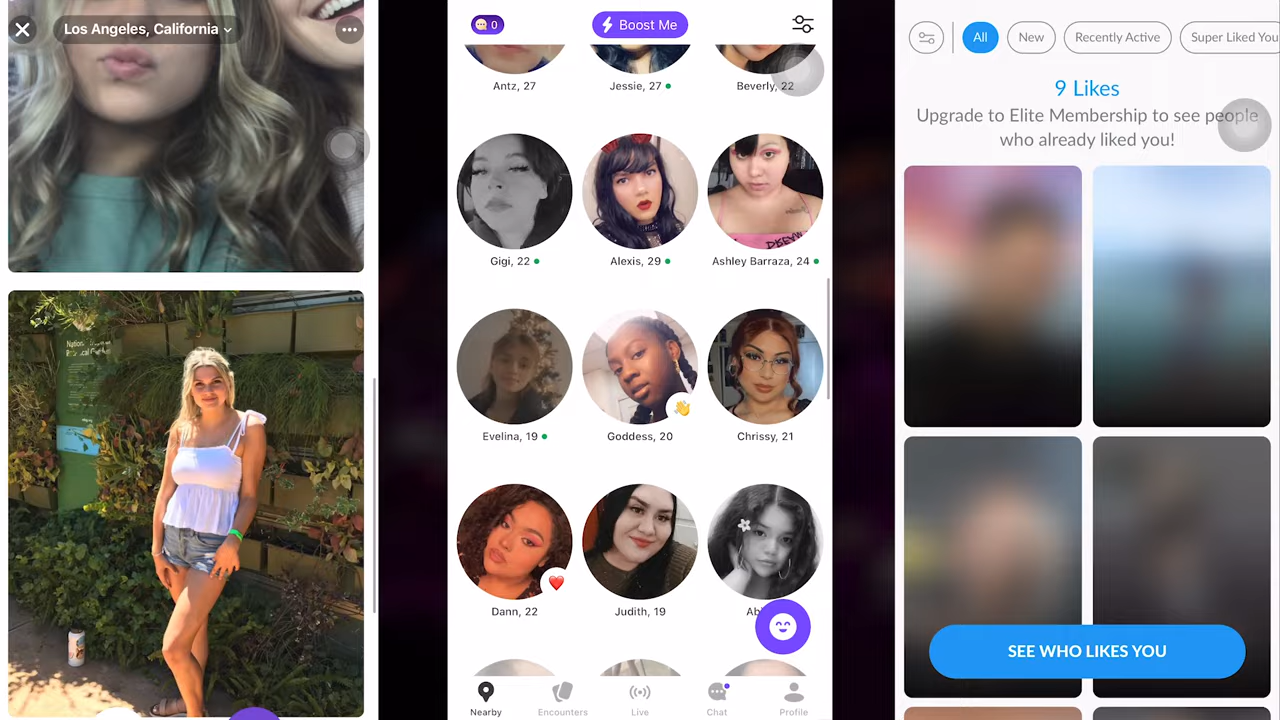 Los Angeles, California
0
Boost Me
Antz, 27
Jessie, 27
Beverly, 22
Gigi, 22
Alexis, 29
Ashley Barraza, 24
Evelina, 19
Goddess, 20
Chrissy, 21
Dann, 22
Judith, 19
Nearby
Encounters
Live
Chat
Profile
All
New
Recently Active
Super Liked You
9 Likes
Upgrade to Elite Membership to see people
who already liked you!
SEE WHO LIKES YOU